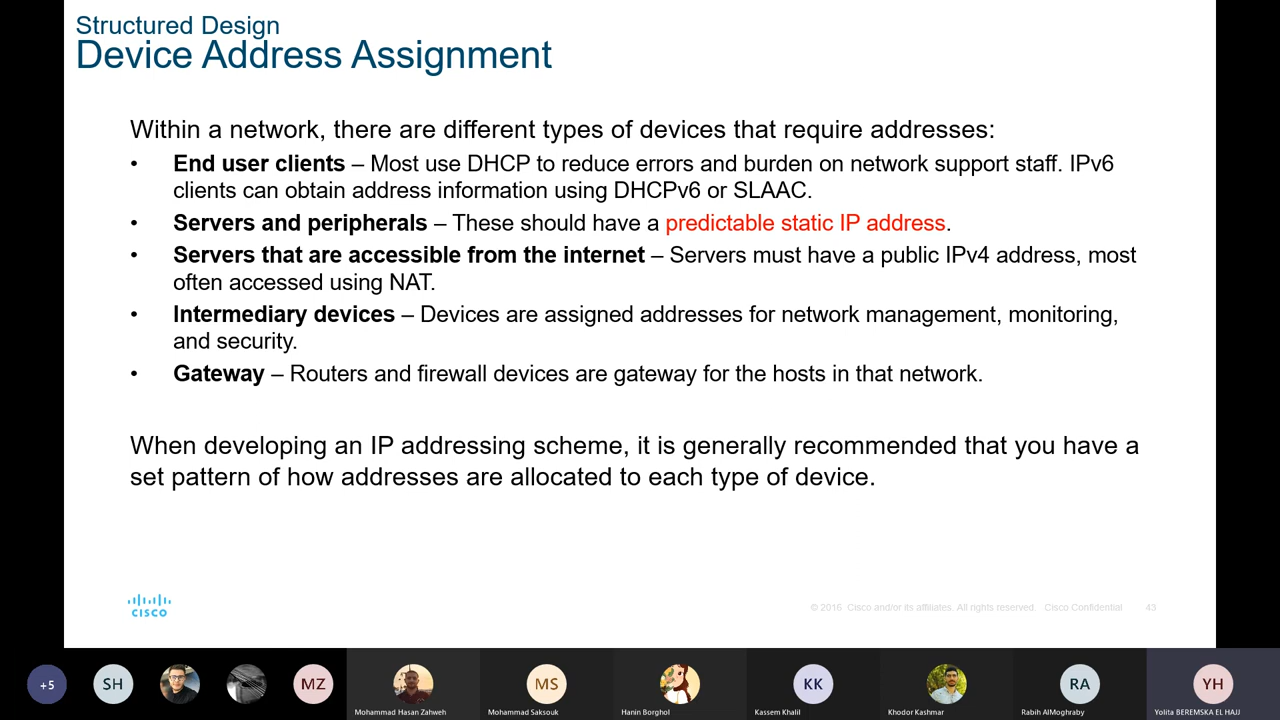 Structured Design
Device Address Assignment
Within a network, there are different types of devices that require addresses:
• End user clients – Most use DHCP to reduce errors and burden on network support staff. IPv6
clients can obtain address information using DHCPv6 or SLAAC.
• Servers and peripherals – These should have a predictable static IP address.
• Servers that are accessible from the internet – Servers must have a public IPv4 address, most
often accessed using NAT.
• Intermediary devices – Devices are assigned addresses for network management, monitoring,
and security.
• Gateway – Routers and firewall devices are gateway for the hosts in that network.
When developing an IP addressing scheme, it is generally recommended that you have a
set pattern of how addresses are allocated to each type of device.
CISCO
© 2016 Cisco and/or its affiliates. All rights reserved. Cisco Confidential 43
+5 SH MZ MS KK RA YH
Mohammad Hasan Zahweh Mohammad Saksouk Hanin Borghol Kassem Khalil Khodor Kashmar Rabih AlMoghraby Yolita BEREMSKA EL HAJJ